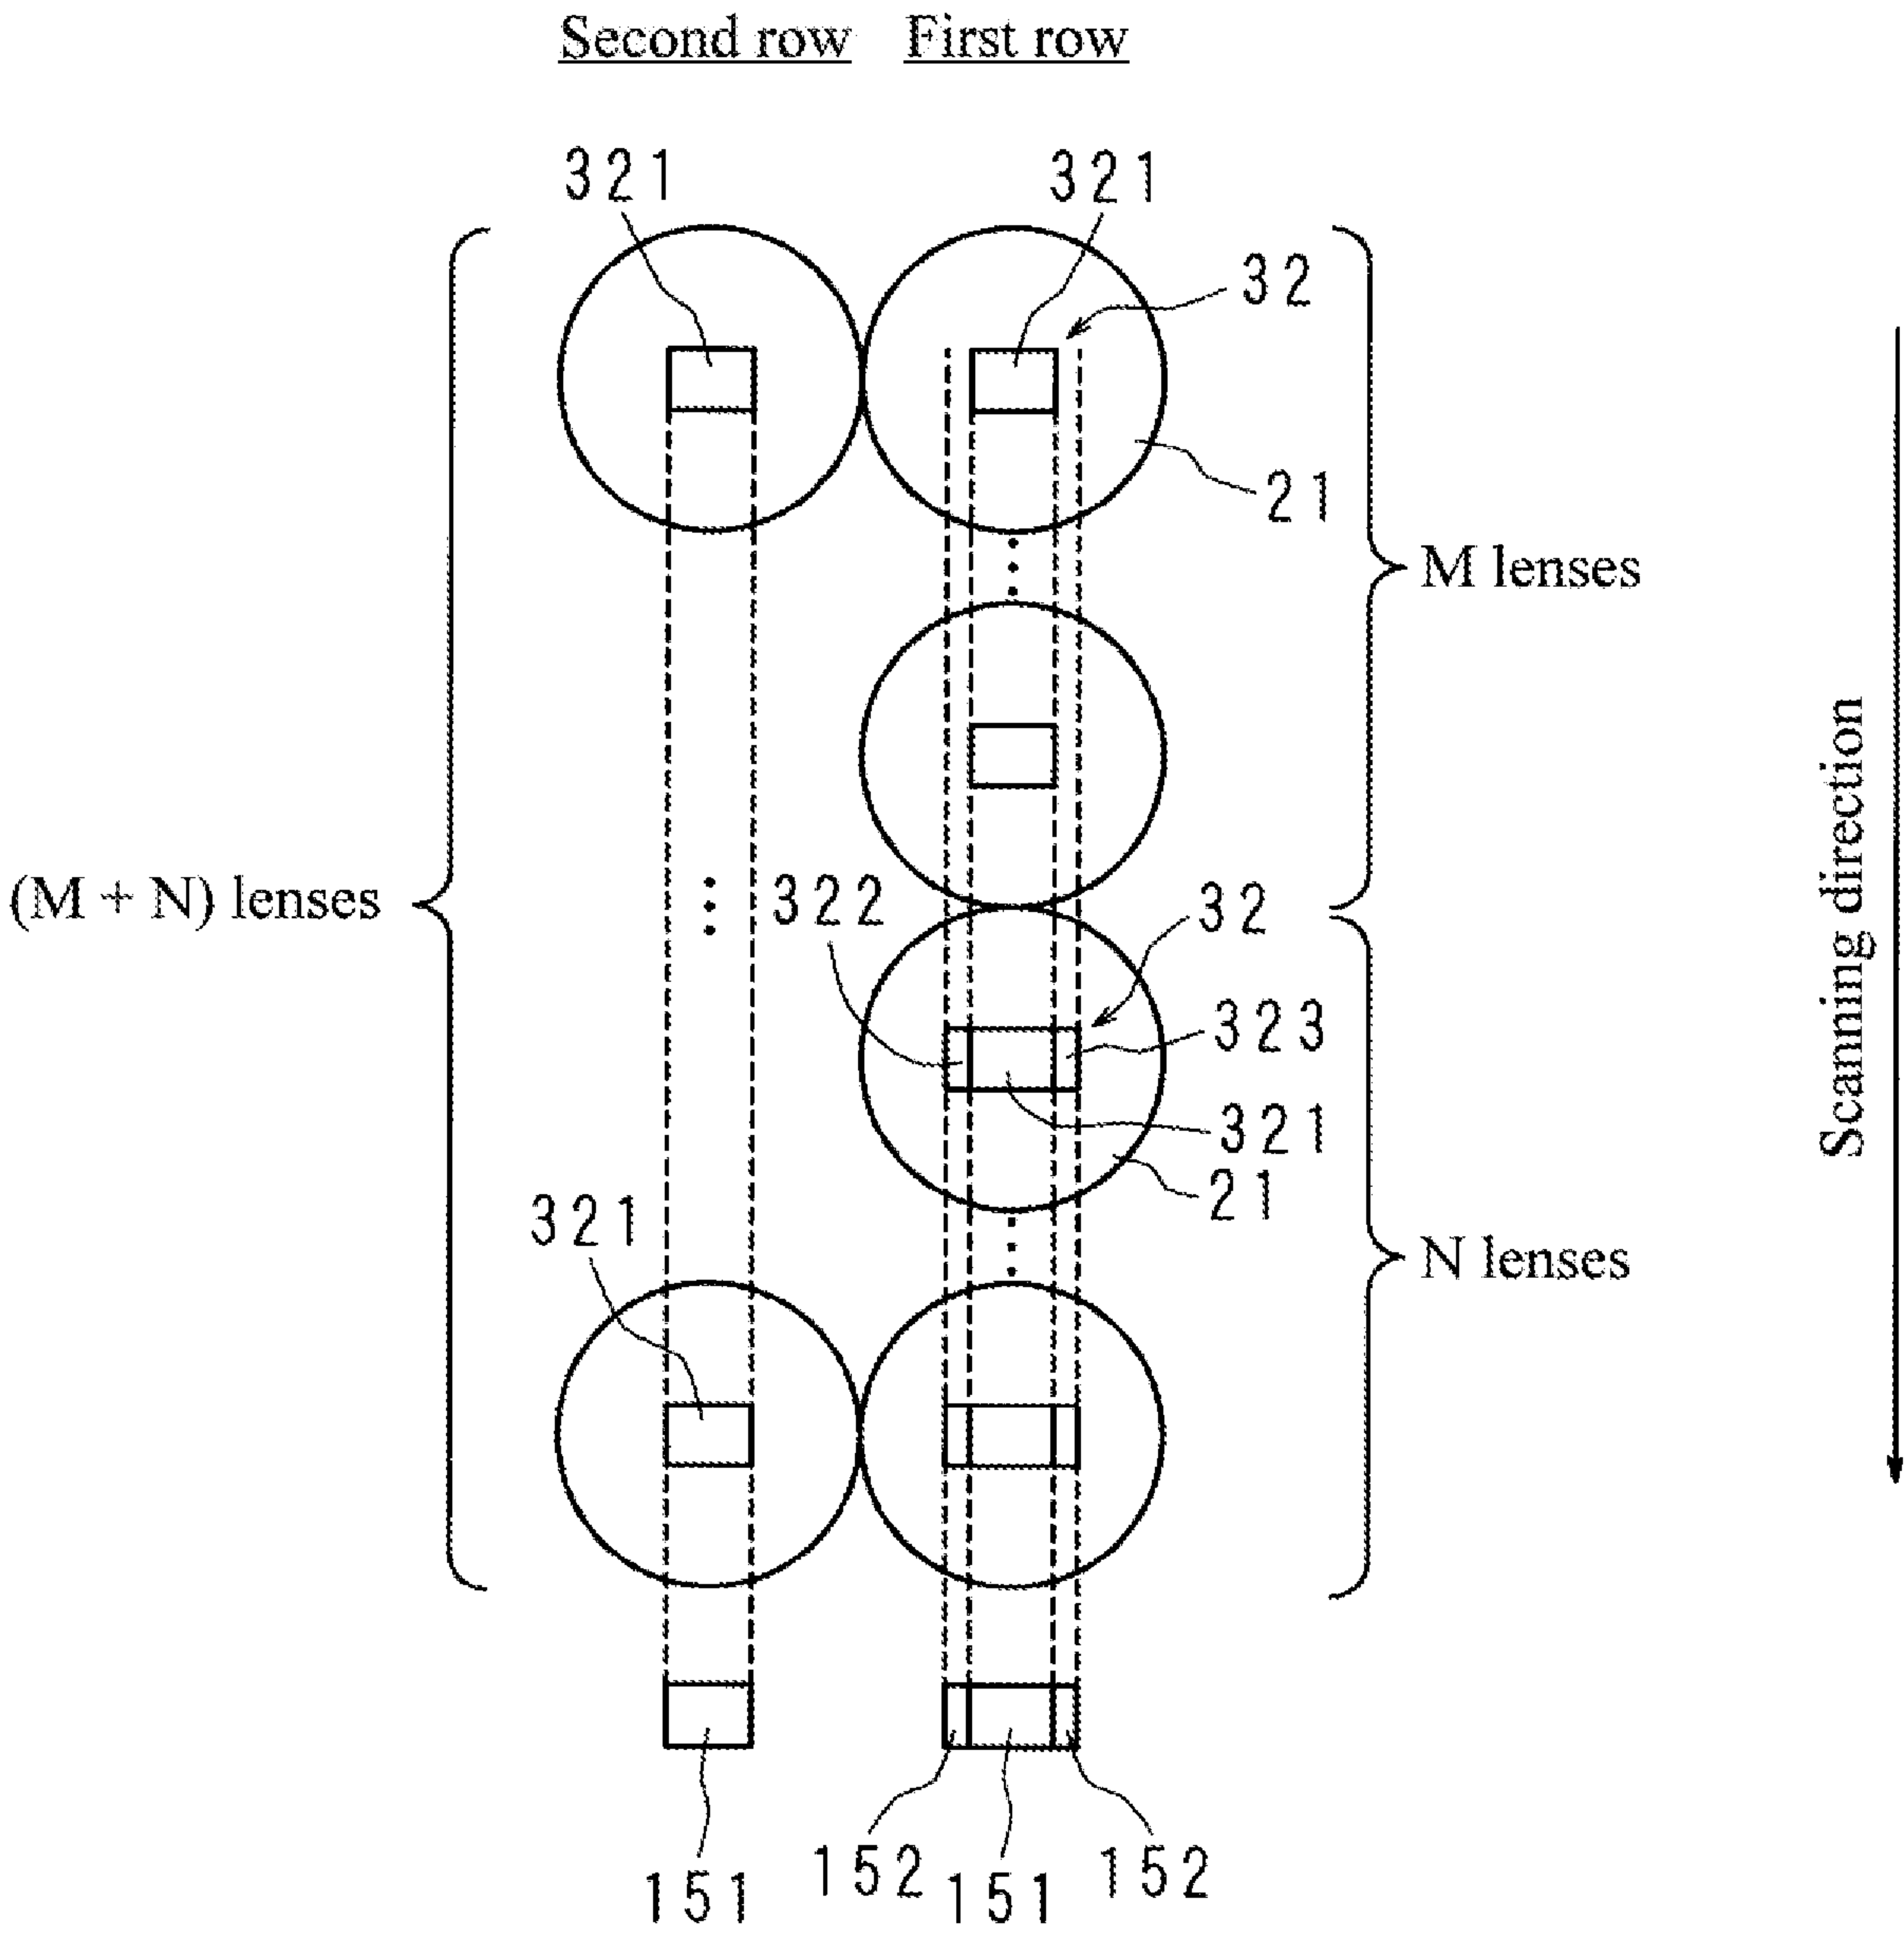 Second row First row
321 321
32
21
M lenses
Scanning direction
(M + N) lenses
322 32
323
321
21
321
N lenses
151 152 151 152